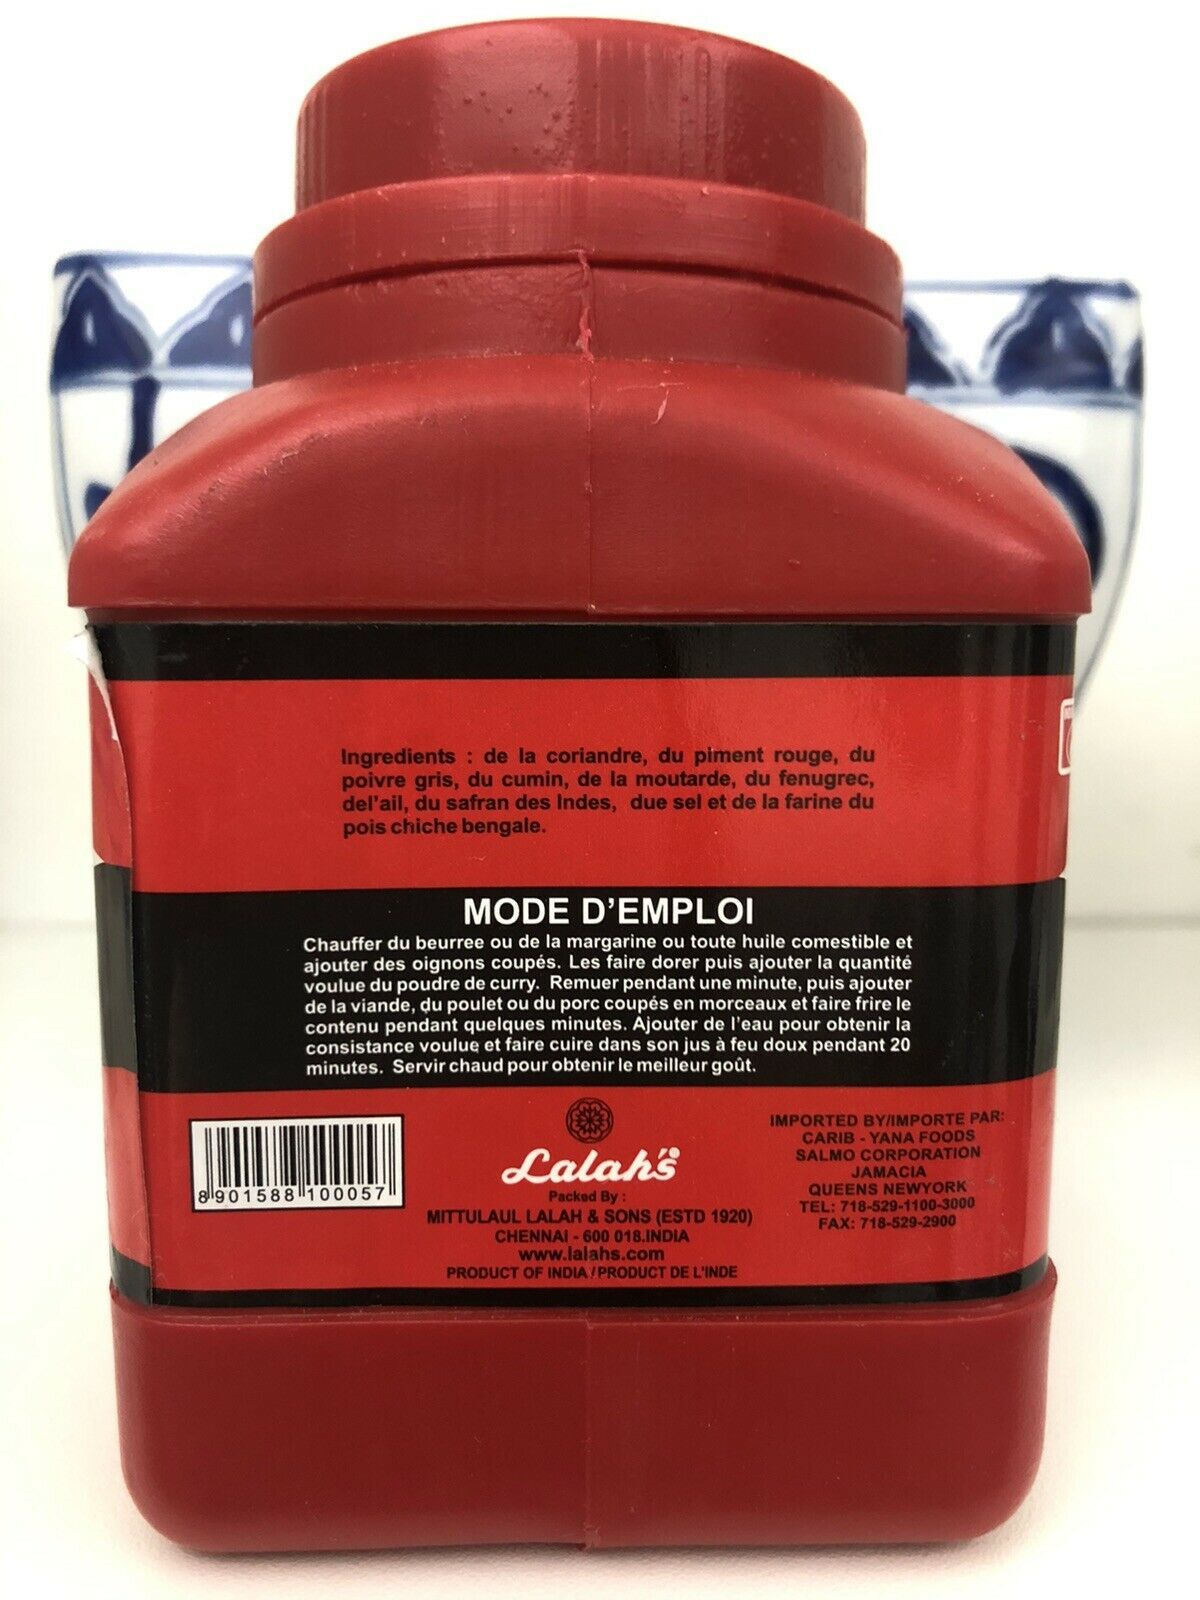 Ingredients : de la coriandre, du piment rouge, du
poivre gris, du cumin, de la moutarde, du fenugrec,
del'ail, du safran des Indes, due sel et de la farine du
pois chiche bengale.
MODE D'EMPLOI
Chauffer du beurree ou de la margarine ou toute huile comestible et
ajouter des oignons coupés. Les faire dorer puis ajouter la quantité
voulue du poudre de curry. Remuer pendant une minute, puis ajouter
de la viande, du poulet ou du porc coupés en morceaux et faire frire le
contenu pendant quelques minutes. Ajouter de l'eau pour obtenir la
consistance voulue et faire cuire dans son jus à feu doux pendant 20
minutes. Servir chaud pour obtenir le meilleur goût.
8 901588 100057
Lalah's
Packed By :
MITTULAUL LALAH & SONS (ESTD 1920)
CHENNAI - 600 018.INDIA
www.lalahs.com
PRODUCT OF INDIA / PRODUCT DE L'INDE
IMPORTED BY/IMPORTE PAR:
CARIB - YANA FOODS
SALMO CORPORATION
JAMACIA
QUEENS NEWYORK
TEL: 718-529-1100-3000
FAX: 718-529-2900